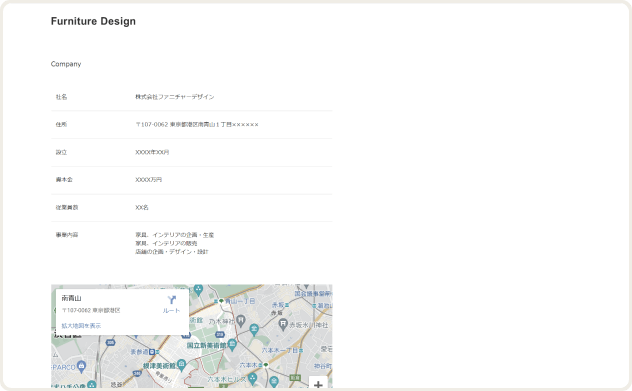 Furniture Design
Company
社名 株式会社ファニチャーデザイン
住所 〒107-0062 東京都港区南青山１丁目××××××
設立 XXXX年XX月
資本金 XXXX万円
従業員数 XX名
事業内容 家具、インテリアの企画・生産
家具、インテリアの販売
店舗の企画・デザイン・設計
南青山
〒107-0062 東京都港区
ルート
拡大地図を表示
青山一丁目
赤坂
赤坂
乃木神社
赤坂氷川神社
国立新美術館
表参道
根津美術館
六本木一丁目
六本木
六本木ヒルズ
PARCO
渋谷
神谷町